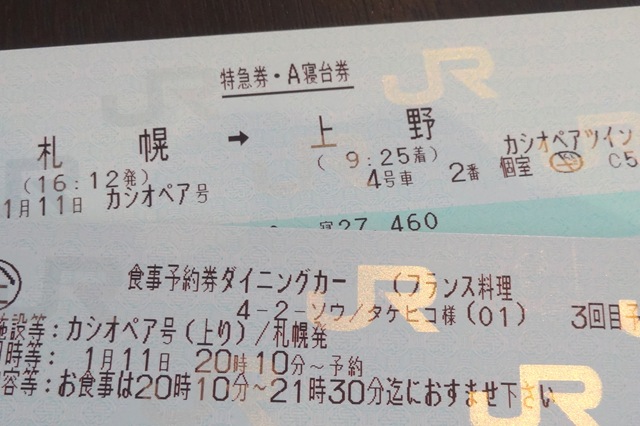 特急券・A寝台券
札幌 → 上野
(16:12発) (9:25着) カシオペアツイン
1月11日 カシオペア号 4号車 2番 個室 C5
27,460
食事予約券ダイニングカー (フランス料理
4-2-ソウ/タケヒコ様(01) 3回目予
施設等:カシオペア号(上り)/札幌発
時等: 1月11日 20時10分~予約
容等:お食事は20時10分~21時30分迄におすませ下さい
JR
JR
JR
JR